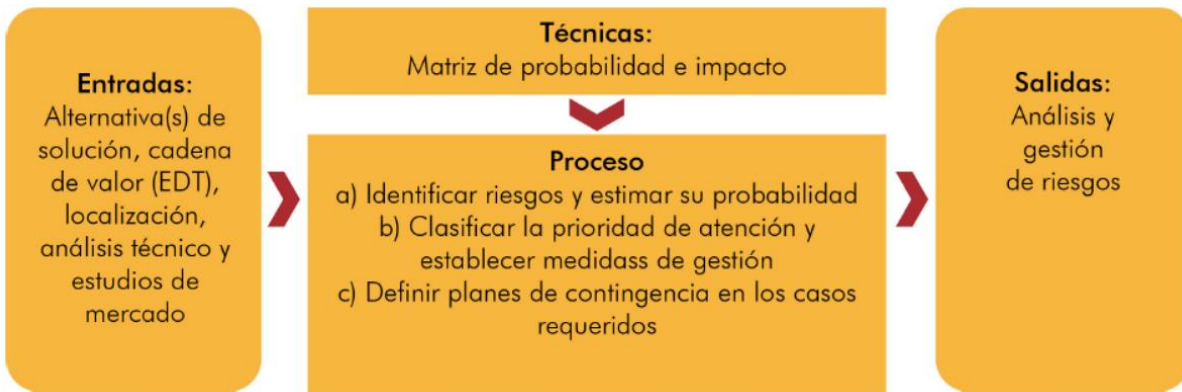 Entradas:
Alternativa(s) de
solución, cadena
de valor (EDT),
localización,
análisis técnico y
estudios de
mercado
Técnicas:
Matriz de probabilidad e impacto
Proceso
a) Identificar riesgos y estimar su probabilidad
b) Clasificar la prioridad de atención y
establecer medidass de gestión
c) Definir planes de contingencia en los casos
requeridos
Salidas:
Análisis y
gestión
de riesgos